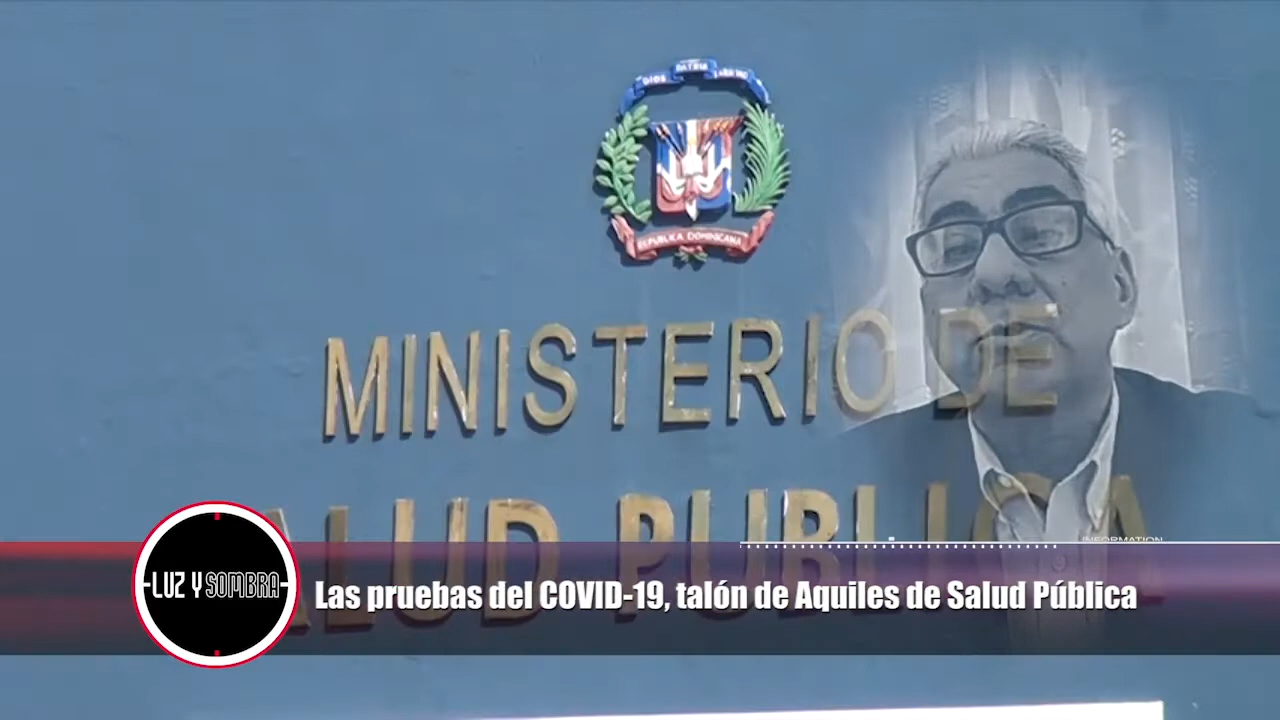 DIOS PATRIA LIBERTAD
REPUBLICA DOMINICANA
MINISTERIO DE
SALUD PUBLICA
INFORMATION
LUZ Y SOMBRA
Las pruebas del COVID-19, talón de Aquiles de Salud Pública